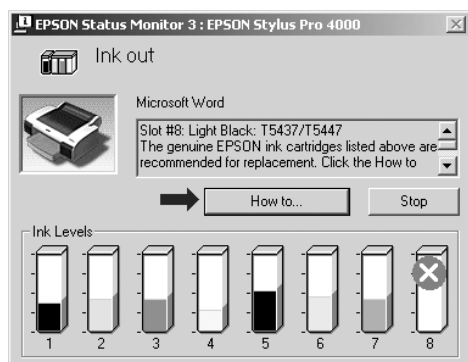 EPSON Status Monitor 3 : EPSON Stylus Pro 4000
Ink out
Microsoft Word
Slot #8: Light Black: T5437/T5447
The genuine EPSON ink cartridges listed above are
recommended for replacement. Click the How to
How to...
Stop
Ink Levels
1 2 3 4 5 6 7 8